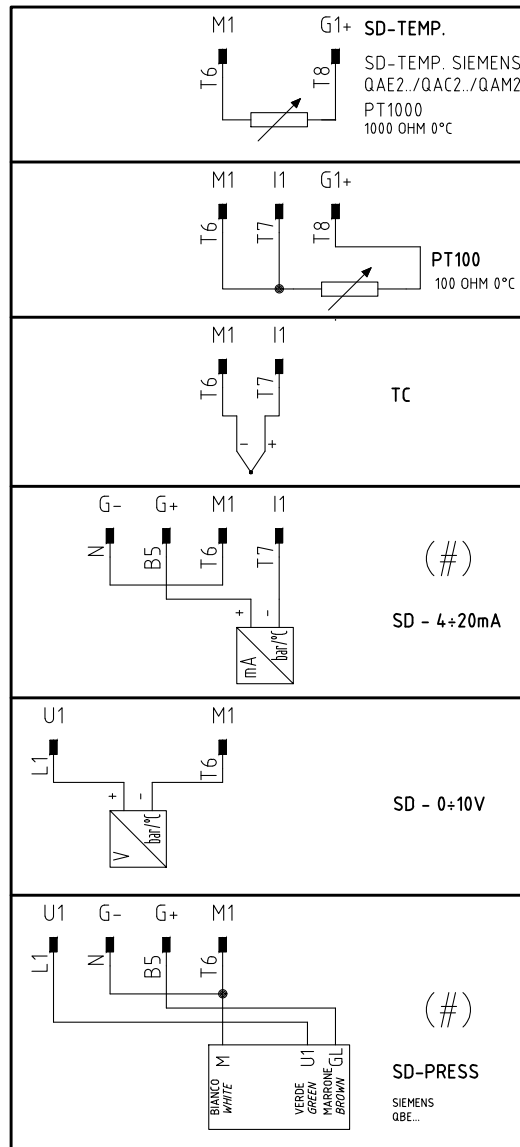 M1 G1+ SD-TEMP.
T6 T8
SD-TEMP. SIEMENS
QAE2../QAC2../QAM2
PT1000
1000 OHM 0°C
M1 I1 G1+
T6 T7 T8
PT100
100 OHM 0°C
M1 I1
T6 T7
TC
- +
G- G+ M1 I1
N B5 T6 T7
(#)
+ -
mA bar/°C
SD - 4÷20mA
U1 M1
L1 T6
+ -
V bar/°C
SD - 0÷10V
U1 G- G+ M1
L1 N B5 T6
(#)
M U1 GL
BIANCO
WHITE
VERDE
GREEN
MARRONE
BROWN
SD-PRESS
SIEMENS
QBE...